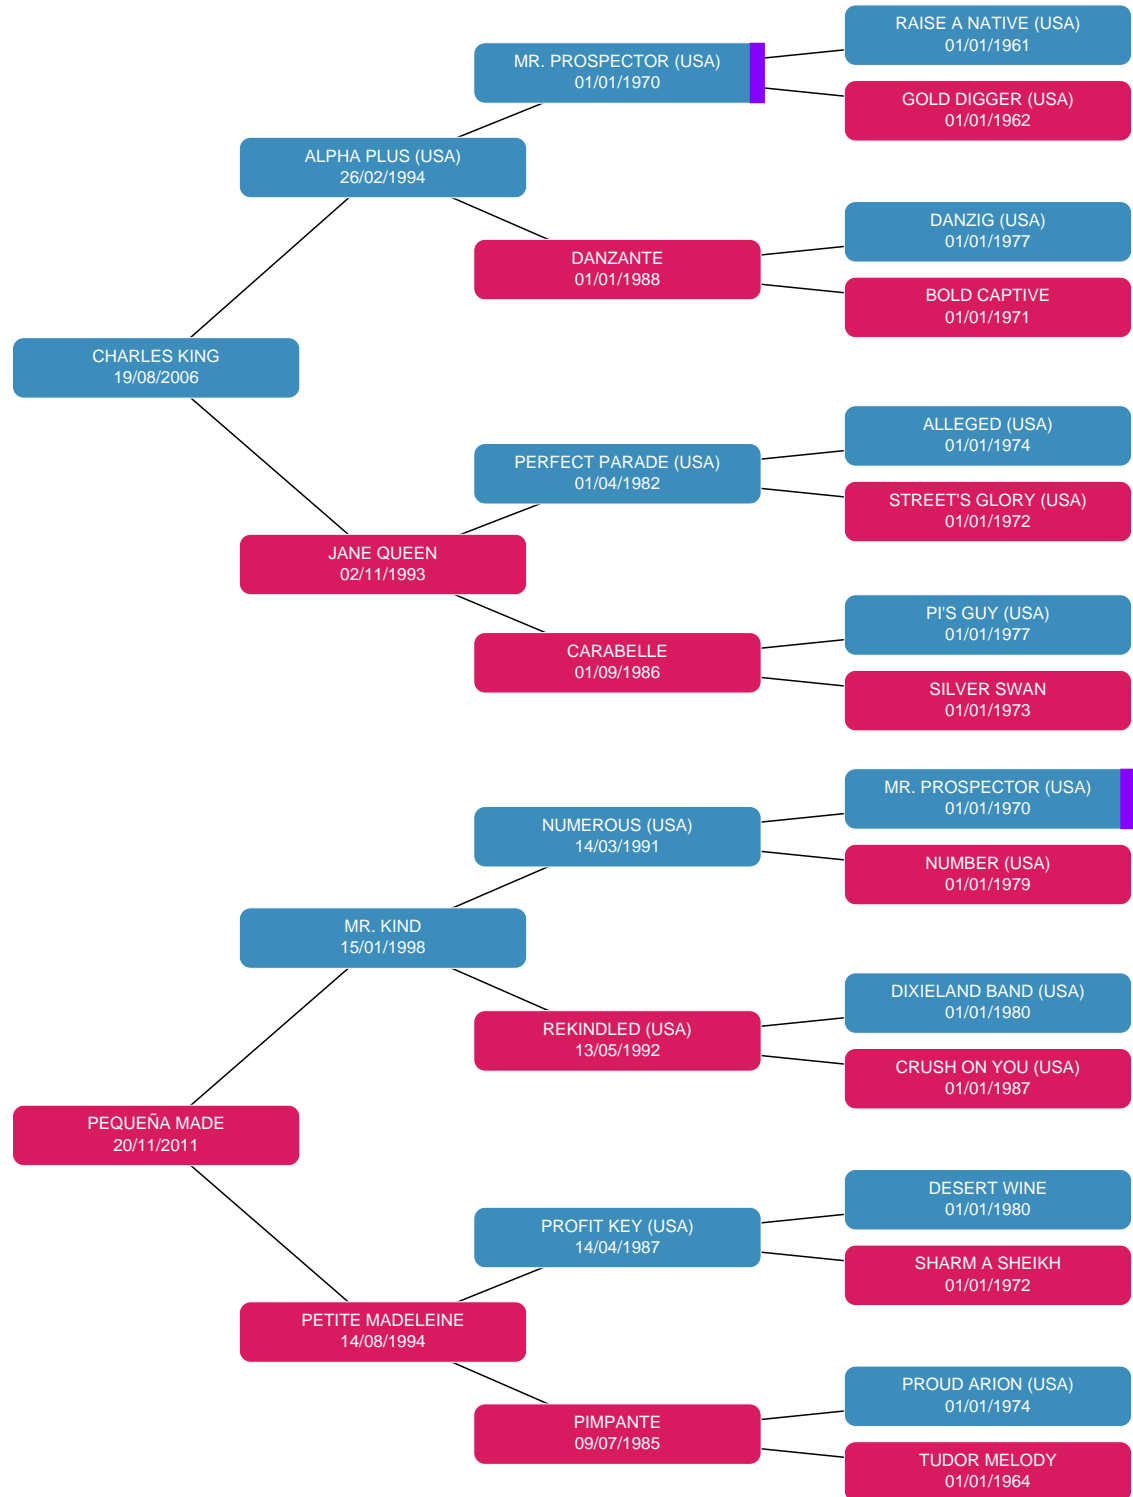 RAISE A NATIVE (USA)
01/01/1961
MR. PROSPECTOR (USA)
01/01/1970
GOLD DIGGER (USA)
01/01/1962
ALPHA PLUS (USA)
26/02/1994
DANZIG (USA)
01/01/1977
DANZANTE
01/01/1988
BOLD CAPTIVE
01/01/1971
CHARLES KING
19/08/2006
ALLEGED (USA)
01/01/1974
PERFECT PARADE (USA)
01/04/1982
STREET'S GLORY (USA)
01/01/1972
JANE QUEEN
02/11/1993
PI'S GUY (USA)
01/01/1977
CARABELLE
01/09/1986
SILVER SWAN
01/01/1973
MR. PROSPECTOR (USA)
01/01/1970
NUMEROUS (USA)
14/03/1991
NUMBER (USA)
01/01/1979
MR. KIND
15/01/1998
DIXIELAND BAND (USA)
01/01/1980
REKINDLED (USA)
13/05/1992
CRUSH ON YOU (USA)
01/01/1987
PEQUEÑA MADE
20/11/2011
DESERT WINE
01/01/1980
PROFIT KEY (USA)
14/04/1987
SHARM A SHEIKH
01/01/1972
PETITE MADELEINE
14/08/1994
PROUD ARION (USA)
01/01/1974
PIMPANTE
09/07/1985
TUDOR MELODY
01/01/1964